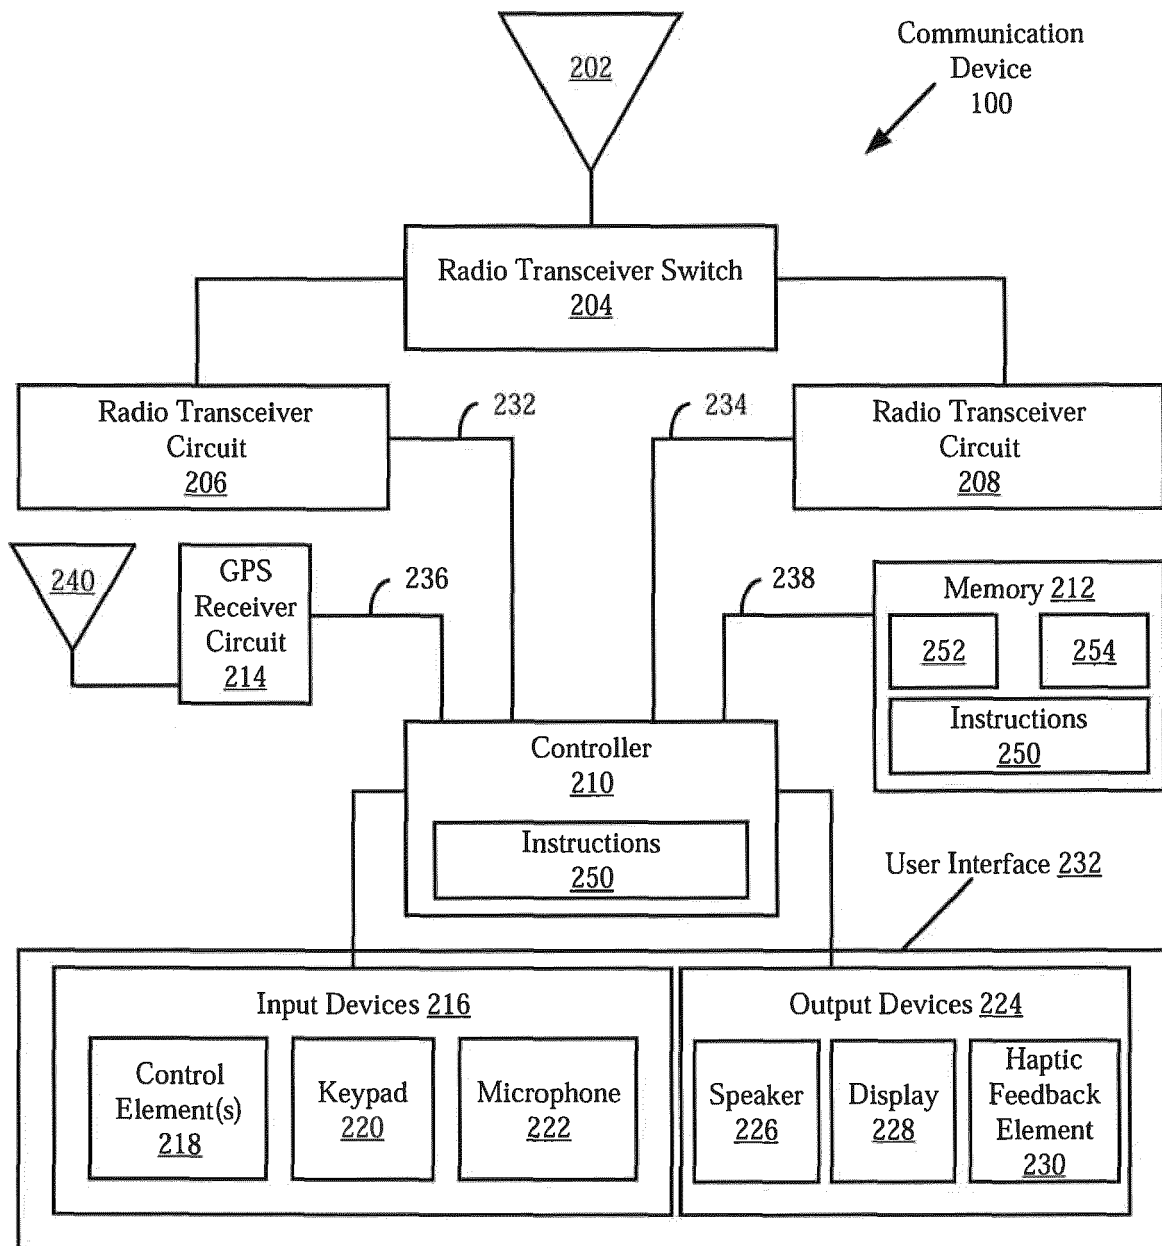 202
Communication
Device
100
Radio Transceiver Switch
204
Radio Transceiver
Circuit
206
232
234
Radio Transceiver
Circuit
208
240
GPS
Receiver
Circuit
214
236
238
Memory 212
252
254
Instructions
250
Controller
210
Instructions
250
User Interface 232
Input Devices 216
Control
Element(s)
218
Keypad
220
Microphone
222
Output Devices 224
Speaker
226
Display
228
Haptic
Feedback
Element
230